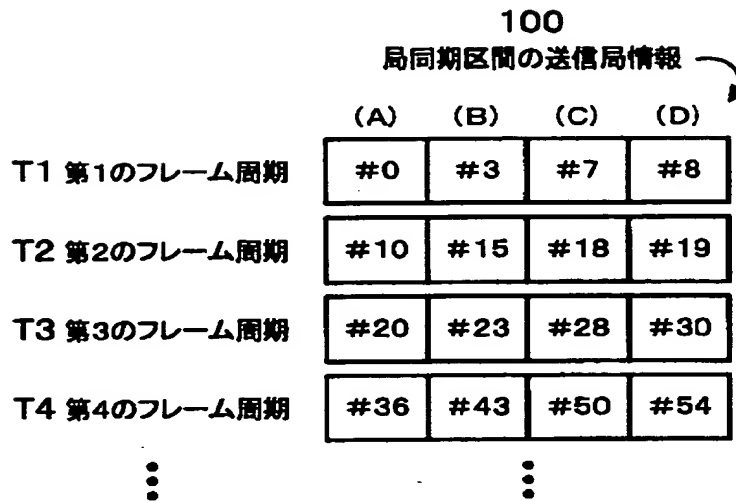 100
局同期区間の送信局情報
(A) (B) (C) (D)
T1 第1のフレーム周期 #0 #3 #7 #8
T2 第2のフレーム周期 #10 #15 #18 #19
T3 第3のフレーム周期 #20 #23 #28 #30
T4 第4のフレーム周期 #36 #43 #50 #54